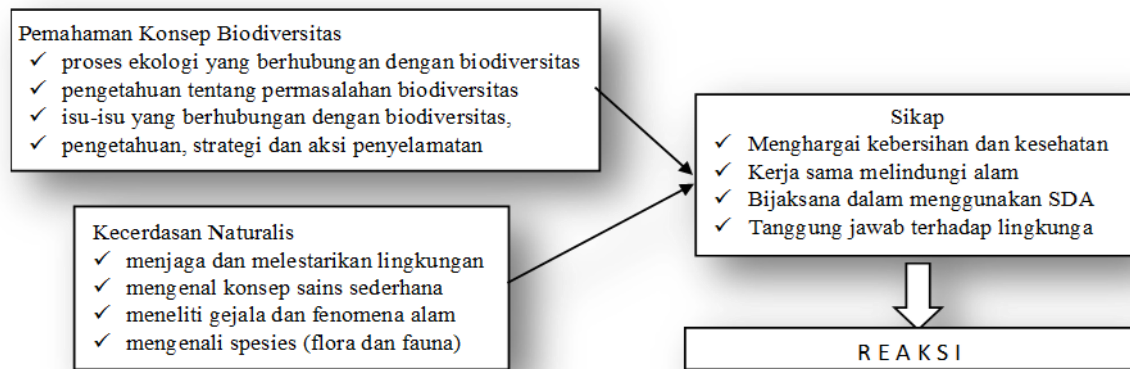 Pemahaman Konsep Biodiversitas
✓ proses ekologi yang berhubungan dengan biodiversitas
✓ pengetahuan tentang permasalahan biodiversitas
✓ isu-isu yang berhubungan dengan biodiversitas,
✓ pengetahuan, strategi dan aksi penyelamatan
Kecerdasan Naturalis
✓ menjaga dan melestarikan lingkungan
✓ mengenal konsep sains sederhana
✓ meneliti gejala dan fenomena alam
✓ mengenali spesies (flora dan fauna)
Sikap
✓ Menghargai kebersihan dan kesehatan
✓ Kerja sama melindungi alam
✓ Bijaksana dalam menggunakan SDA
✓ Tanggung jawab terhadap lingkunga
R E A K S I